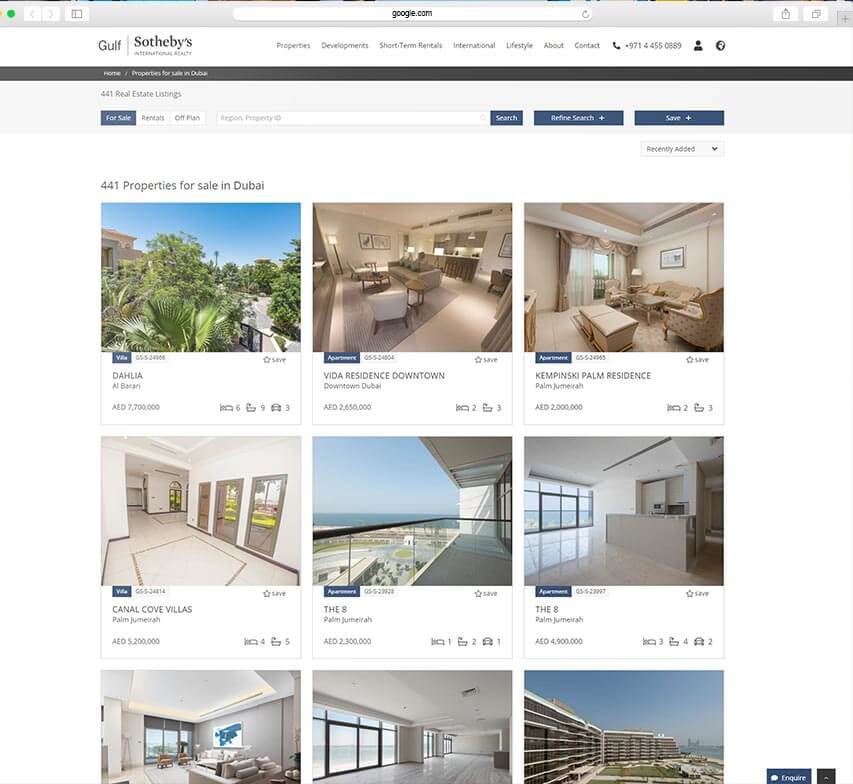 google.com
Gulf Sotheby's
INTERNATIONAL REALTY
Properties Developments Short-Term Rentals International Lifestyle About Contact +971 4 455 0889
Home / Properties for sale in Dubai
441 Real Estate Listings
For Sale Rentals Off Plan Region, Property ID Search Refine Search + Save +
Recently Added
441 Properties for sale in Dubai
Villa GS-S-24966 save
DAHLIA
Al Barari
AED 7,700,000 6 9 3
Apartment GS-S-24804 save
VIDA RESIDENCE DOWNTOWN
Downtown Dubai
AED 2,650,000 2 3
Apartment GS-S-24965 save
KEMPINSKI PALM RESIDENCE
Palm Jumeirah
AED 2,000,000 2 3
Villa GS-S-24814 save
CANAL COVE VILLAS
Palm Jumeirah
AED 5,200,000 4 5
Apartment GS-S-23928 save
THE 8
Palm Jumeirah
AED 2,300,000 1 2 1
Apartment GS-S-23997 save
THE 8
Palm Jumeirah
AED 4,900,000 3 4 2
Enquire